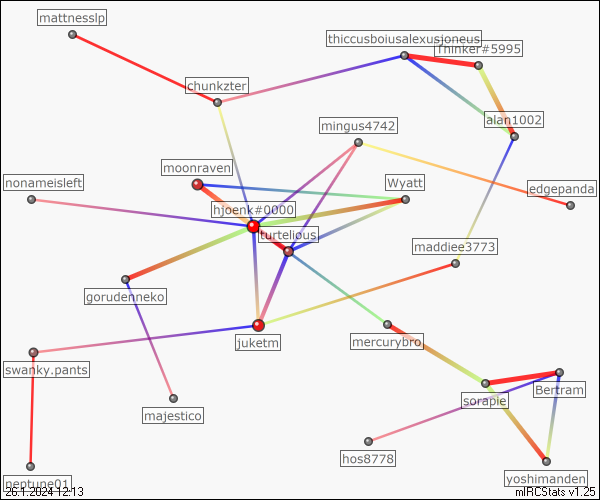 mattnesslp
thiccusboiusalexusjoneus
Thinker#5995
chunkzter
alan1002
mingus4742
moonraven
nonameisleft
Wyatt
edgepanda
hjoenk#0000
turtelious
maddiee3773
gorudenneko
juketm
mercurybro
swanky.pants
Bertram
sorapie
majestico
hos8778
yoshimanden
neptune01
26.1.2024 12:13
mIRCStats v1.25